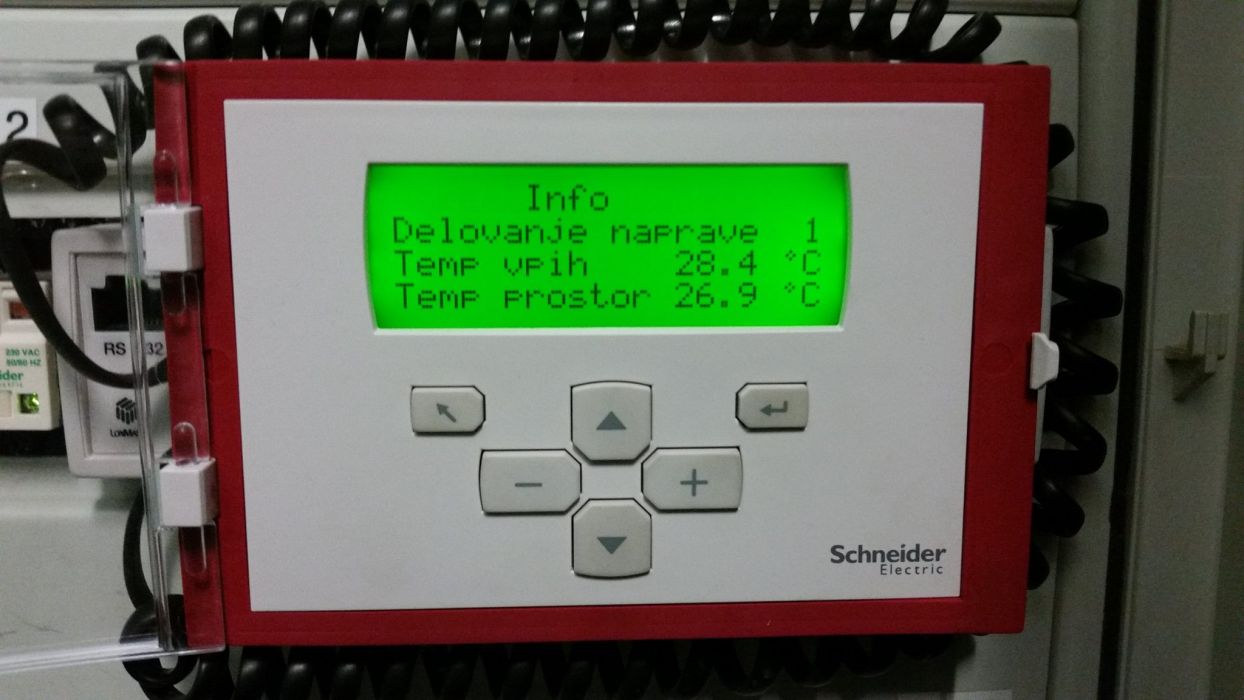 Info
Delovanje naprave 1
Temp vpih 28.4 °C
Temp prostor 26.9 °C
Schneider
Electric
2
RS 32
230 VAC
50/60 HZ